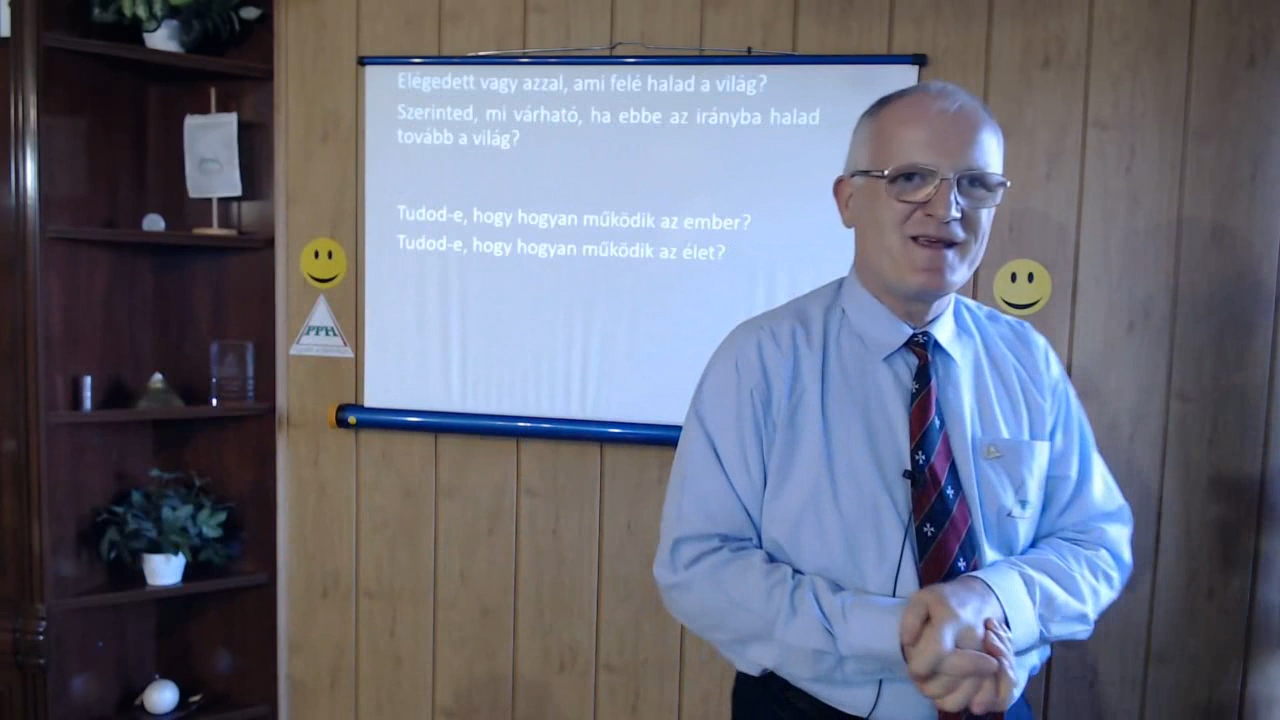 Elégedett vagy azzal, ami felé halad a világ?
Szerinted, mi várható, ha ebbe az irányba halad
tovább a világ?
Tudod-e, hogy hogyan működik az ember?
Tudod-e, hogy hogyan működik az élet?
PPH